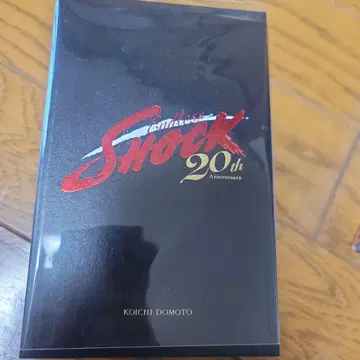 Endless
SHOCK
20th
Anniversary
KOICHI DOMOTO